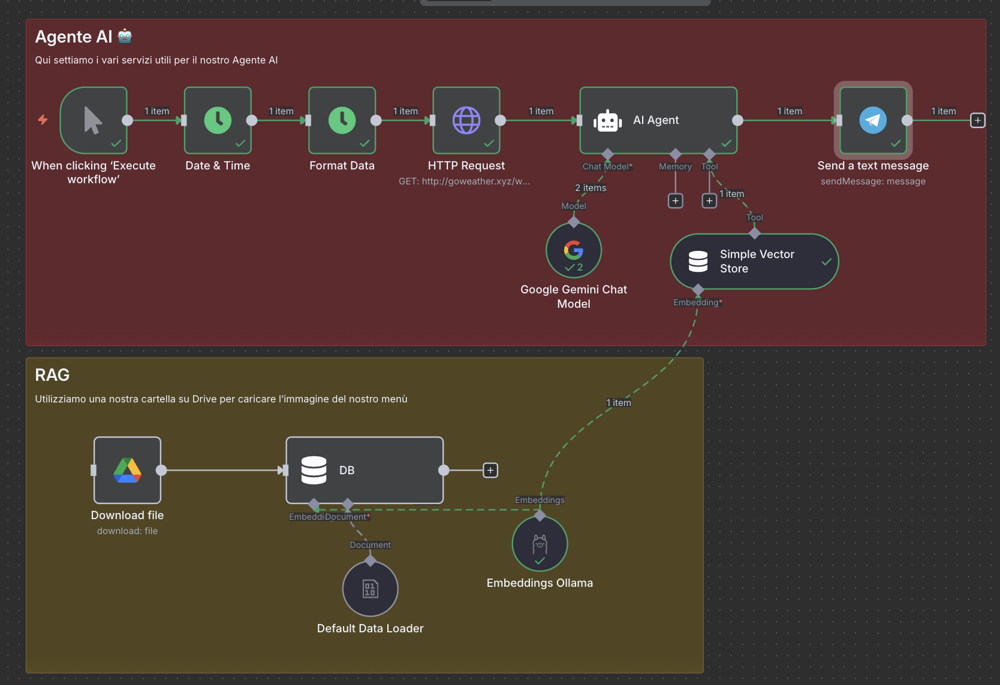 Agente AI 🤖
Qui settiamo i vari servizi utili per il nostro Agente AI
1 item
1 item
1 item
1 item
AI Agent
1 item
1 item
When clicking ‘Execute
workflow’
Date & Time
Format Data
HTTP Request
GET: http://goweather.xyz/w...
Chat Model*
Memory
Tool
Send a text message
sendMessage: message
2 items
1 item
Model
Tool
2
Simple Vector
Store
Google Gemini Chat
Model
Embedding*
RAG
Utilizziamo una nostra cartella su Drive per caricare l’immagine del nostro menù
1 item
DB
Embeddings
Download file
download: file
Embeddi
Document*
Document
01
10
Embeddings Ollama
Default Data Loader